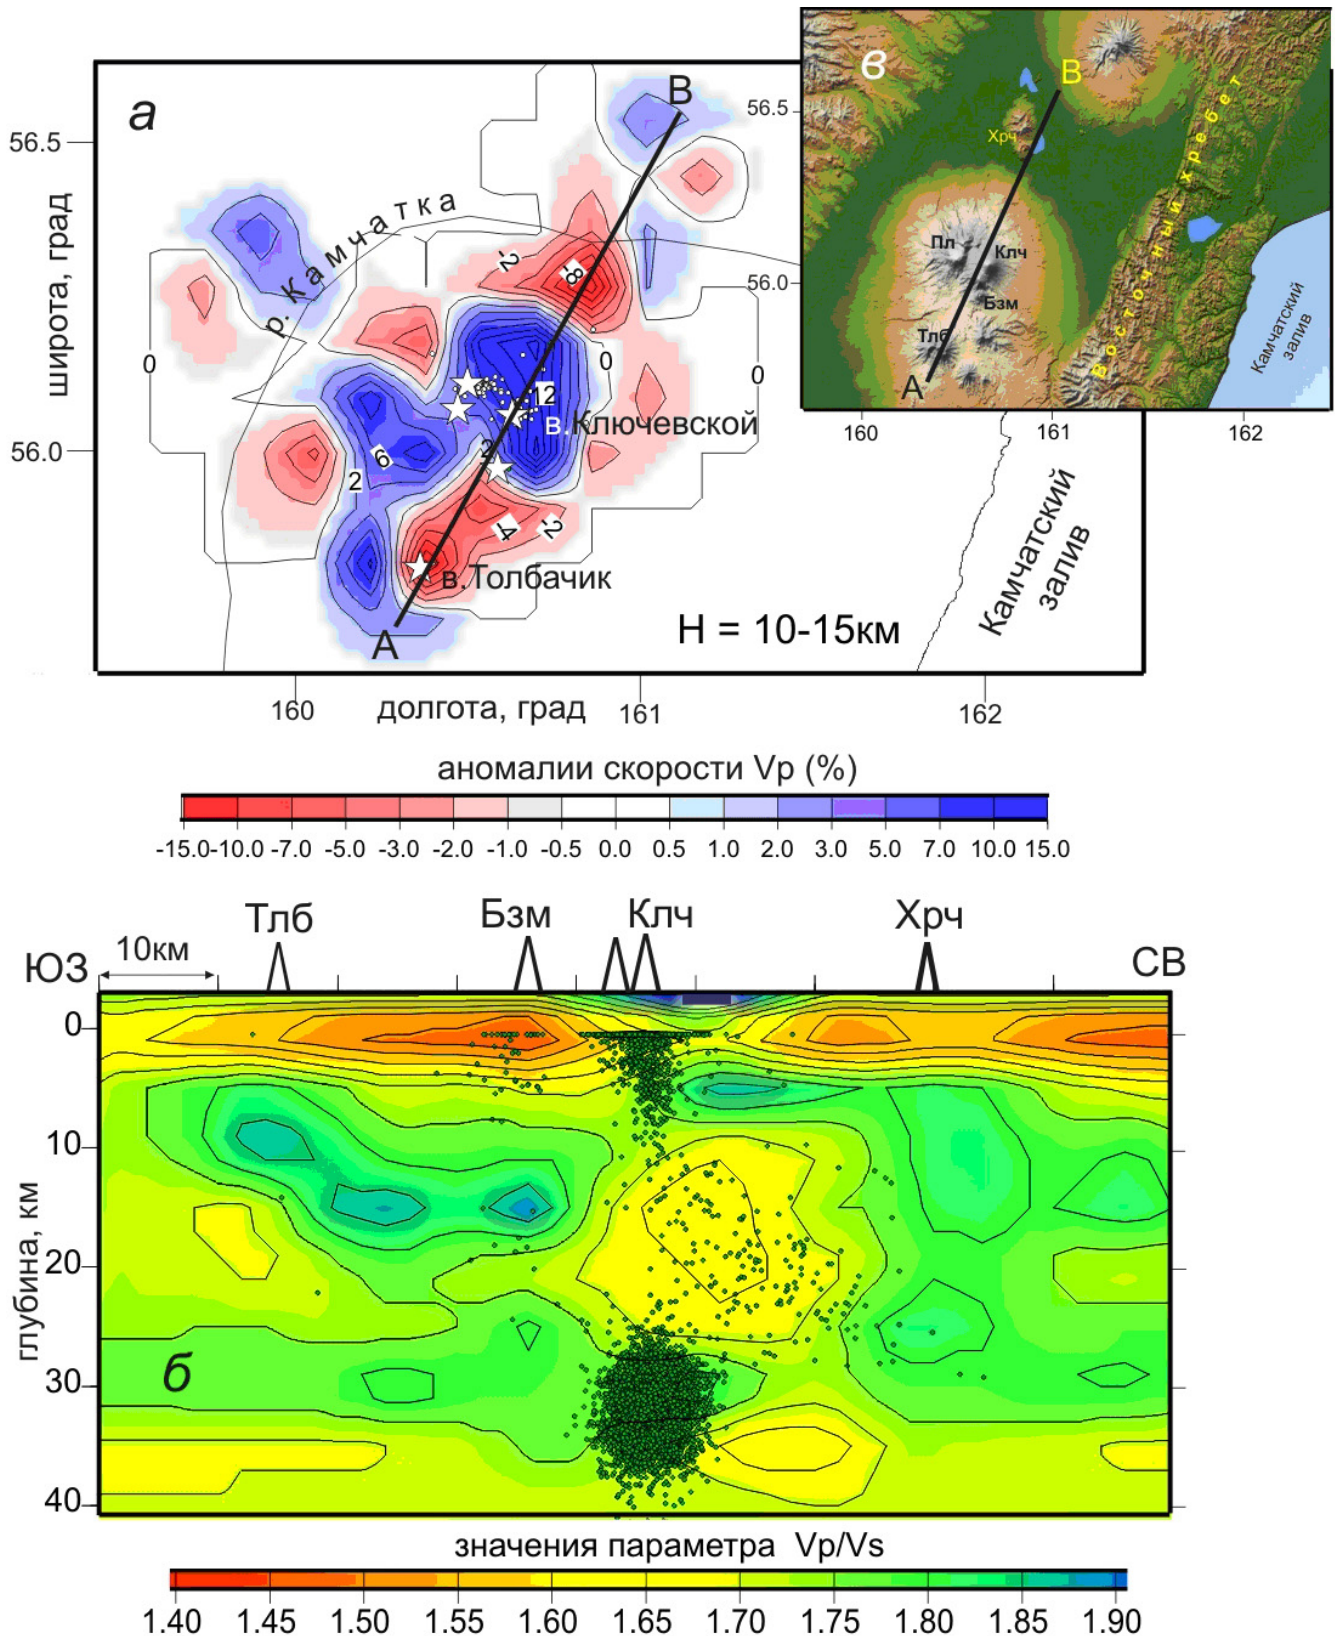 а
в
В
Хрч
Пл
Клч
Бзм
Тлб
А
Восточный хребет
Камчатский
залив
160
161
162
56.5
56.0
56.5
56.0
широта, град
В
р. Камчатка
-2
-8
0
0
0
12
в.Ключевской
2
6
2
-4
-2
в.Толбачик
А
Н = 10-15км
Камчатский
залив
160
долгота, град
161
162
аномалии скорости Vp (%)
-15.0 -10.0 -7.0 -5.0 -3.0 -2.0 -1.0 -0.5 0.0 0.5 1.0 2.0 3.0 5.0 7.0 10.0 15.0
Тлб
Бзм
Клч
Хрч
ЮЗ
10км
СВ
0
10
20
30
40
глубина, км
б
значения параметра Vp/Vs
1.40 1.45 1.50 1.55 1.60 1.65 1.70 1.75 1.80 1.85 1.90